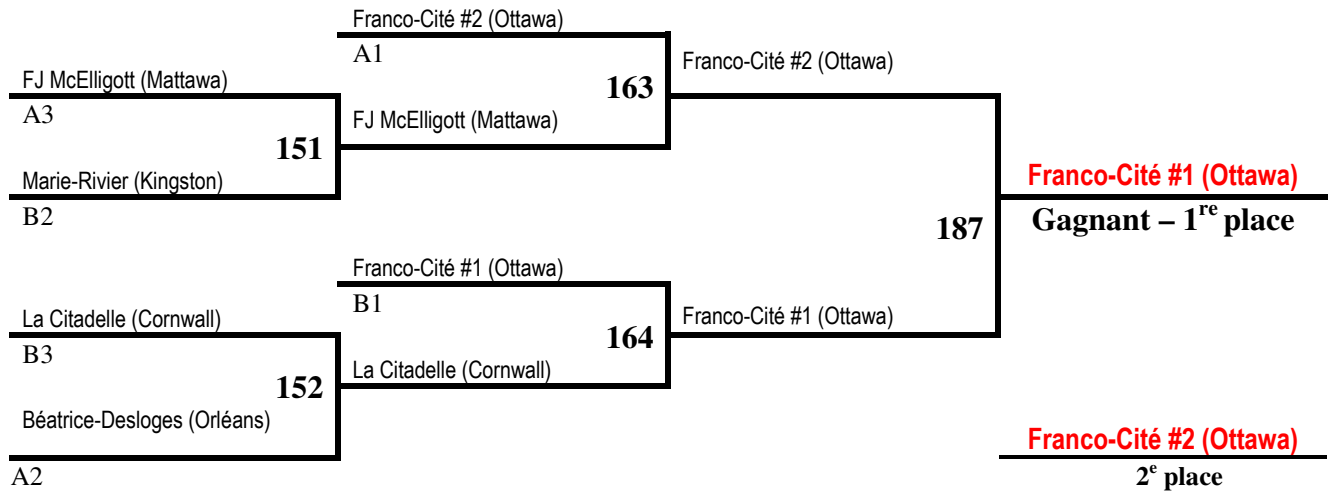 Franco-Cité #2 (Ottawa)
A1
FJ McElligott (Mattawa)
A3
163
Franco-Cité #2 (Ottawa)
FJ McElligott (Mattawa)
151
Marie-Rivier (Kingston)
B2
Franco-Cité #1 (Ottawa)
187
Gagnant – 1re place
Franco-Cité #1 (Ottawa)
B1
La Citadelle (Cornwall)
B3
164
Franco-Cité #1 (Ottawa)
La Citadelle (Cornwall)
152
Béatrice-Desloges (Orléans)
A2
Franco-Cité #2 (Ottawa)
2e place